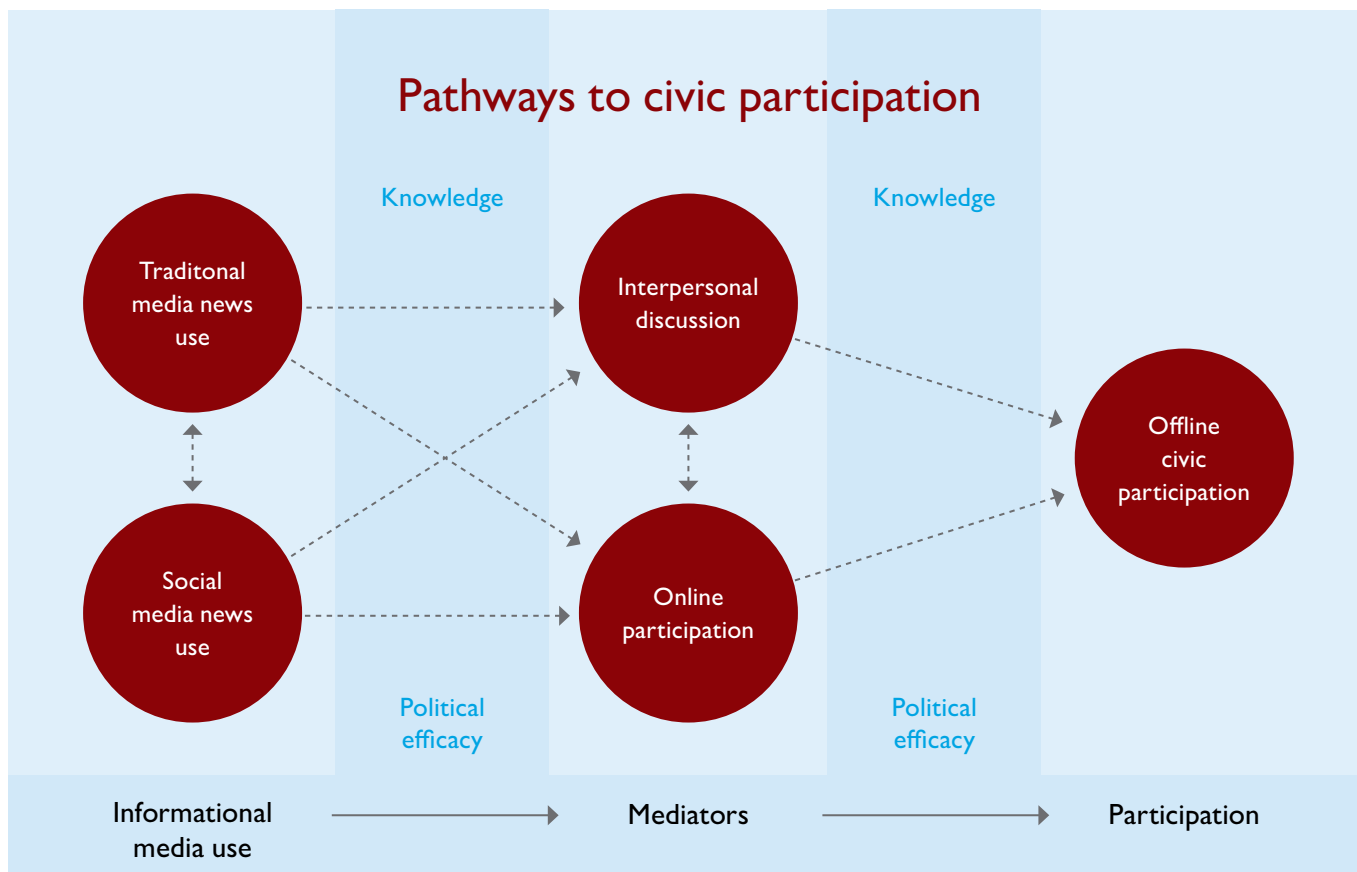 Pathways to civic participation
Knowledge
Knowledge
Traditonal
media news
use
Interpersonal
discussion
Offline
civic
participation
Social
media news
use
Online
participation
Political
efficacy
Political
efficacy
Informational
media use
Mediators
Participation